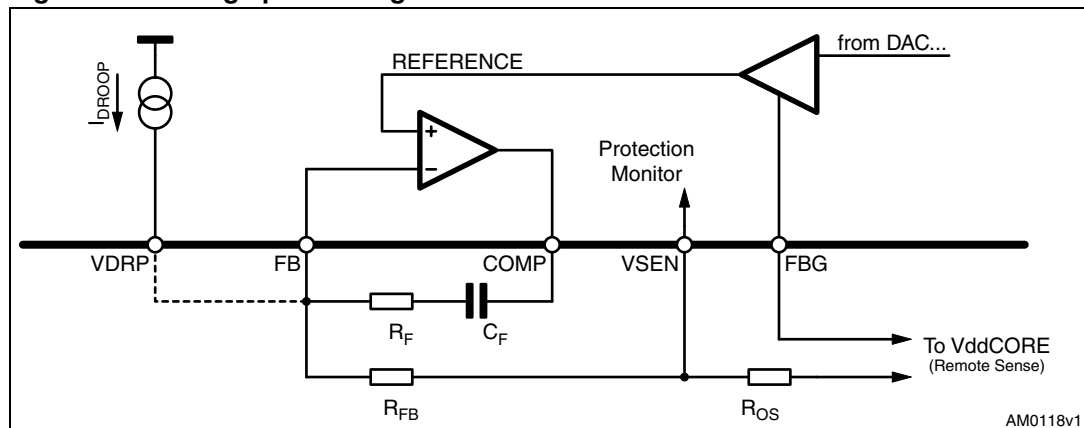 from DAC...
REFERENCE
I_DROOP
+
−
Protection
Monitor
VDRP
FB
COMP
VSEN
FBG
R_F
C_F
To VddCORE
(Remote Sense)
R_FB
R_OS
AM0118v1